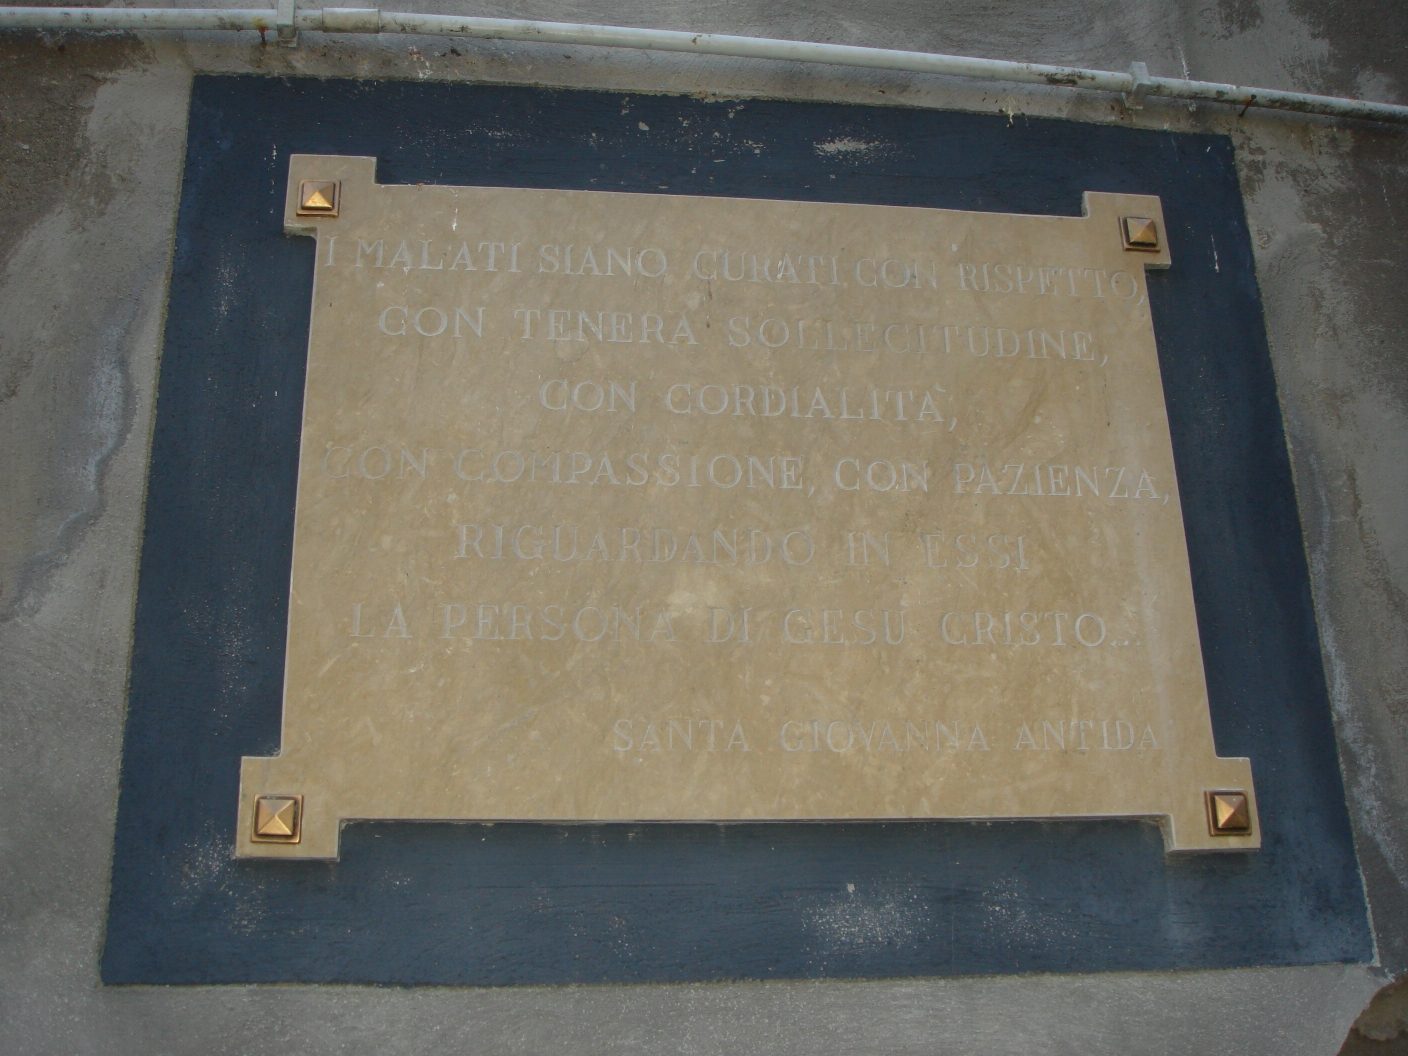 I MALATI SIANO CURATI CON RISPETTO,
CON TENERA SOLLECITUDINE,
CON CORDIALITÀ,
CON COMPASSIONE, CON PAZIENZA,
RIGUARDANDO IN ESSI
LA PERSONA DI GESU CRISTO...
SANTA GIOVANNA ANTIDA